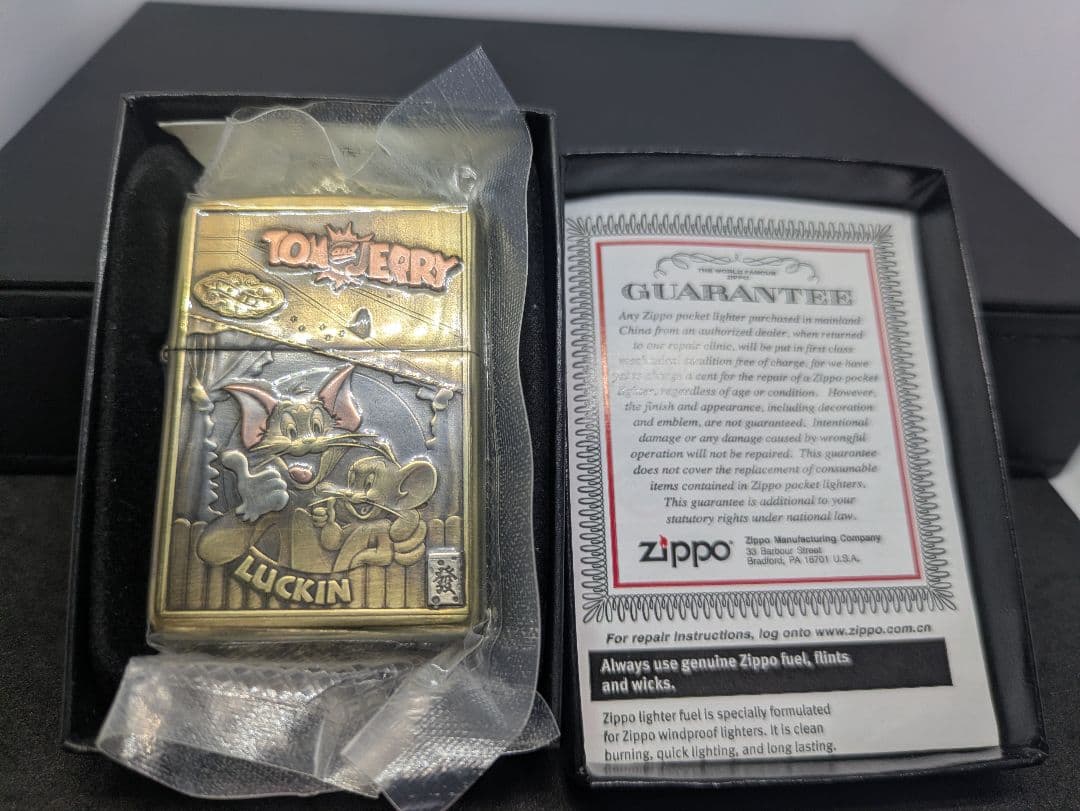 TOM AND JERRY
LUCKIN
發
THE WORLD FAMOUS
ZIPPO
GUARANTEE
Any Zippo pocket lighter purchased in mainland
China from an authorized dealer, when returned
to our repair clinic, will be put in first class
mechanical condition free of charge, for we have
yet to charge a cent for the repair of a Zippo pocket
lighter, regardless of age or condition. However,
the finish and appearance, including decoration
and emblem, are not guaranteed. Intentional
damage or any damage caused by wrongful
operation will not be repaired. This guarantee
does not cover the replacement of consumable
items contained in Zippo pocket lighters.
This guarantee is additional to your
statutory rights under national law.
zippo
Zippo Manufacturing Company
33 Barbour Street
Bradford, PA 16701 U.S.A.
For repair instructions, log onto www.zippo.com.cn
Always use genuine Zippo fuel, flints
and wicks.
Zippo lighter fuel is specially formulated
for Zippo windproof lighters. It is clean
burning, quick lighting, and long lasting.